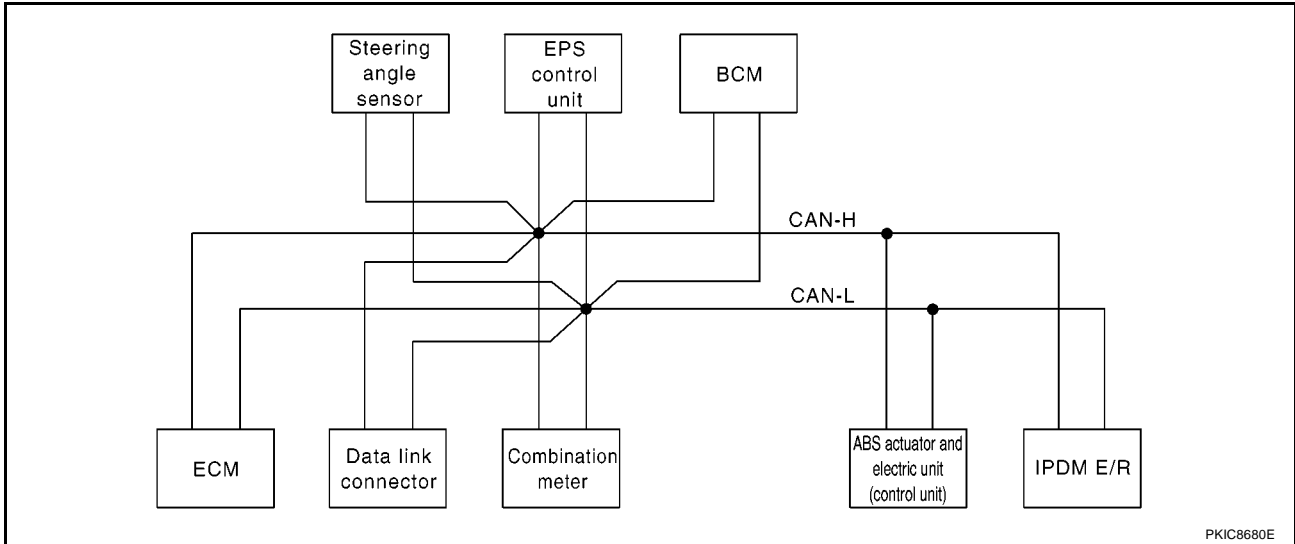 Steering
angle
sensor
EPS
control
unit
BCM
CAN-H
CAN-L
ECM
Data link
connector
Combination
meter
ABS actuator and
electric unit
(control unit)
IPDM E/R
PKIC8680E